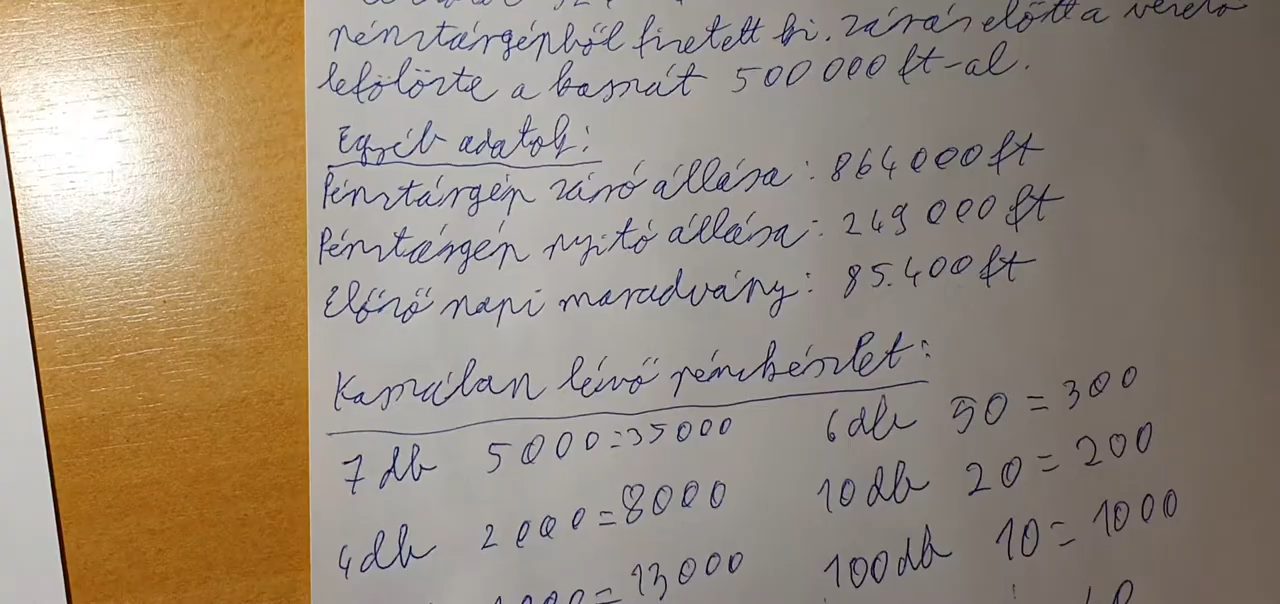 pénztárgépből fizetett ki. zárás előtt a vezető
lefölözte a kasszát 500 000 ft-al.
Egyéb adatok:
Pénztárgép záró állása: 864 000 ft
Pénztárgép nyitó állása: 249 000 ft
Előző napi maradvány: 85.400 ft
Kasszában lévő pénzkészlet:
7 db 5000=35000 6 db 50=300
4 db 2000=8000 10 db 20=200
=13000 100 db 10=1000